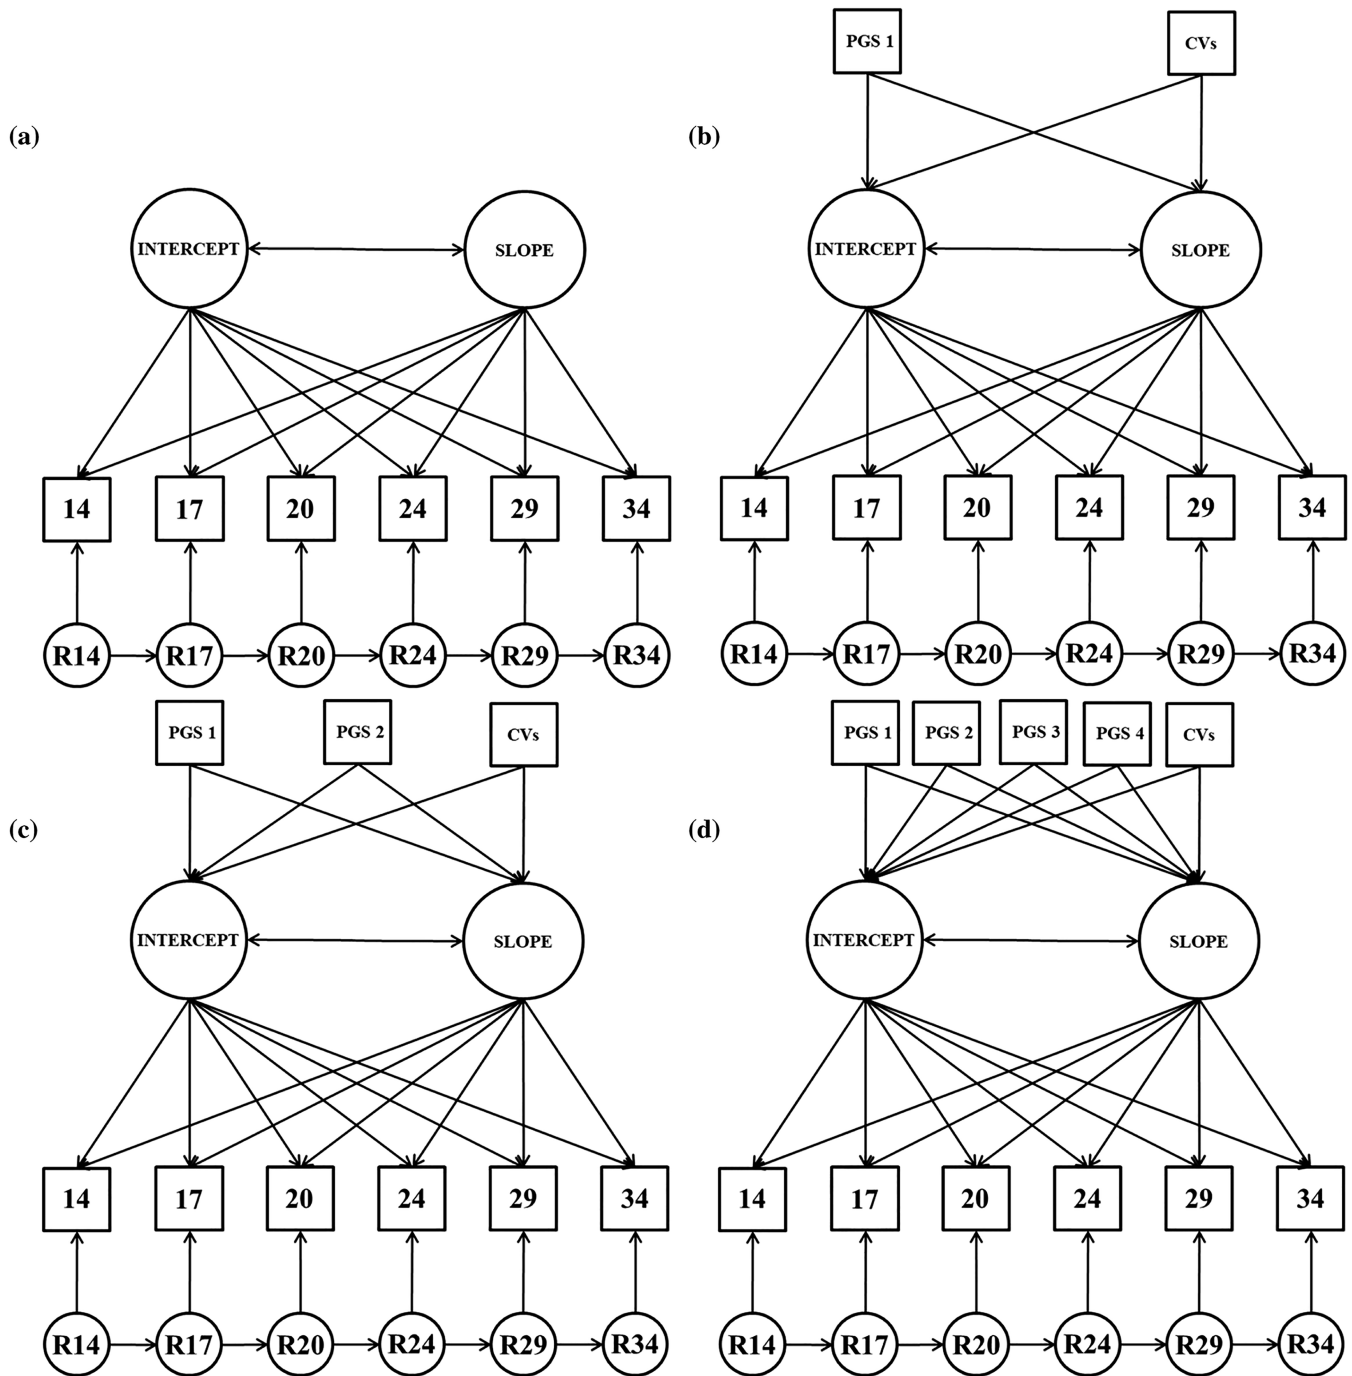 (a)
INTERCEPT SLOPE
14 17 20 24 29 34
R14 R17 R20 R24 R29 R34
PGS 1 CVs
(b)
INTERCEPT SLOPE
14 17 20 24 29 34
R14 R17 R20 R24 R29 R34
PGS 1 PGS 2 CVs
(c)
INTERCEPT SLOPE
14 17 20 24 29 34
R14 R17 R20 R24 R29 R34
PGS 1 PGS 2 PGS 3 PGS 4 CVs
(d)
INTERCEPT SLOPE
14 17 20 24 29 34
R14 R17 R20 R24 R29 R34